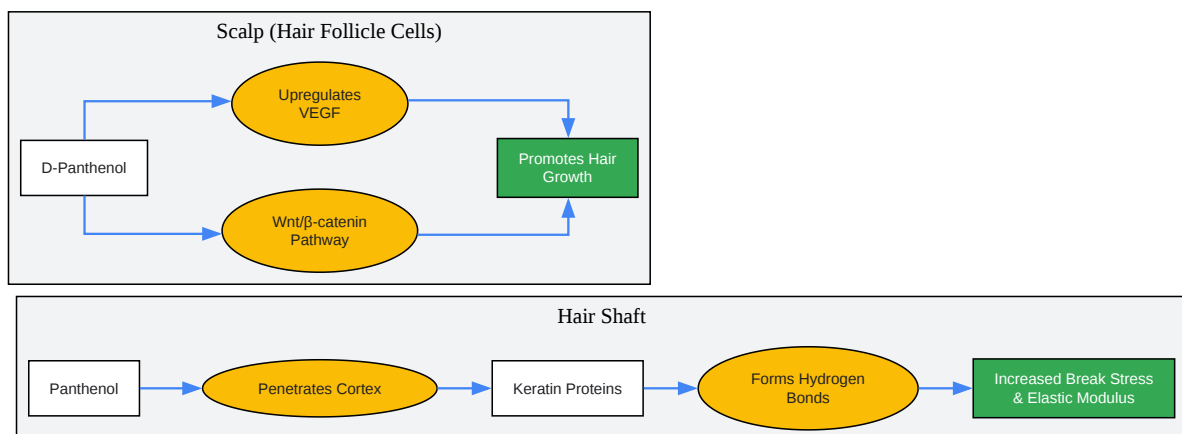 Scalp (Hair Follicle Cells)
Upregulates
VEGF
D-Panthenol
Promotes Hair
Growth
Wnt/β-catenin
Pathway
Hair Shaft
Panthenol
Penetrates Cortex
Keratin Proteins
Forms Hydrogen
Bonds
Increased Break Stress
& Elastic Modulus